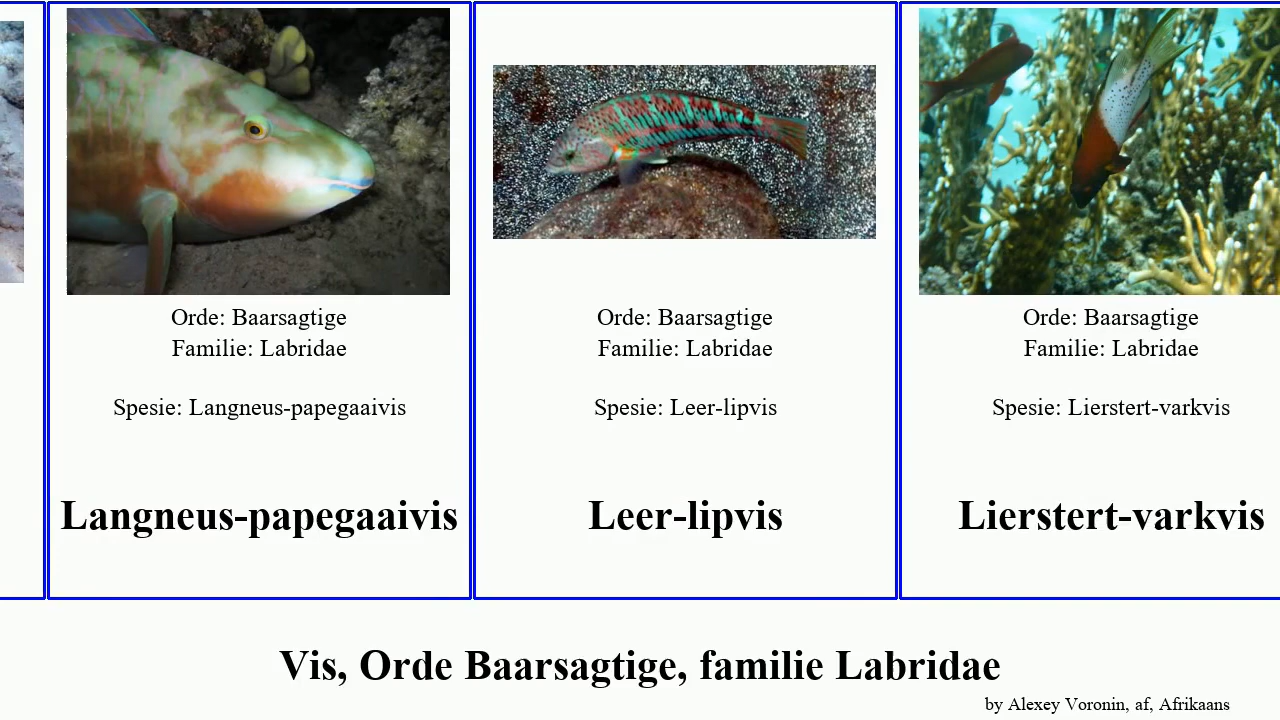 Orde: Baarsagtige
Familie: Labridae
Spesie: Langneus-papegaaivis
Langneus-papegaaivis
Orde: Baarsagtige
Familie: Labridae
Spesie: Leer-lipvis
Leer-lipvis
Orde: Baarsagtige
Familie: Labridae
Spesie: Lierstert-varkvis
Lierstert-varkvis
Vis, Orde Baarsagtige, familie Labridae
by Alexey Voronin, af, Afrikaans